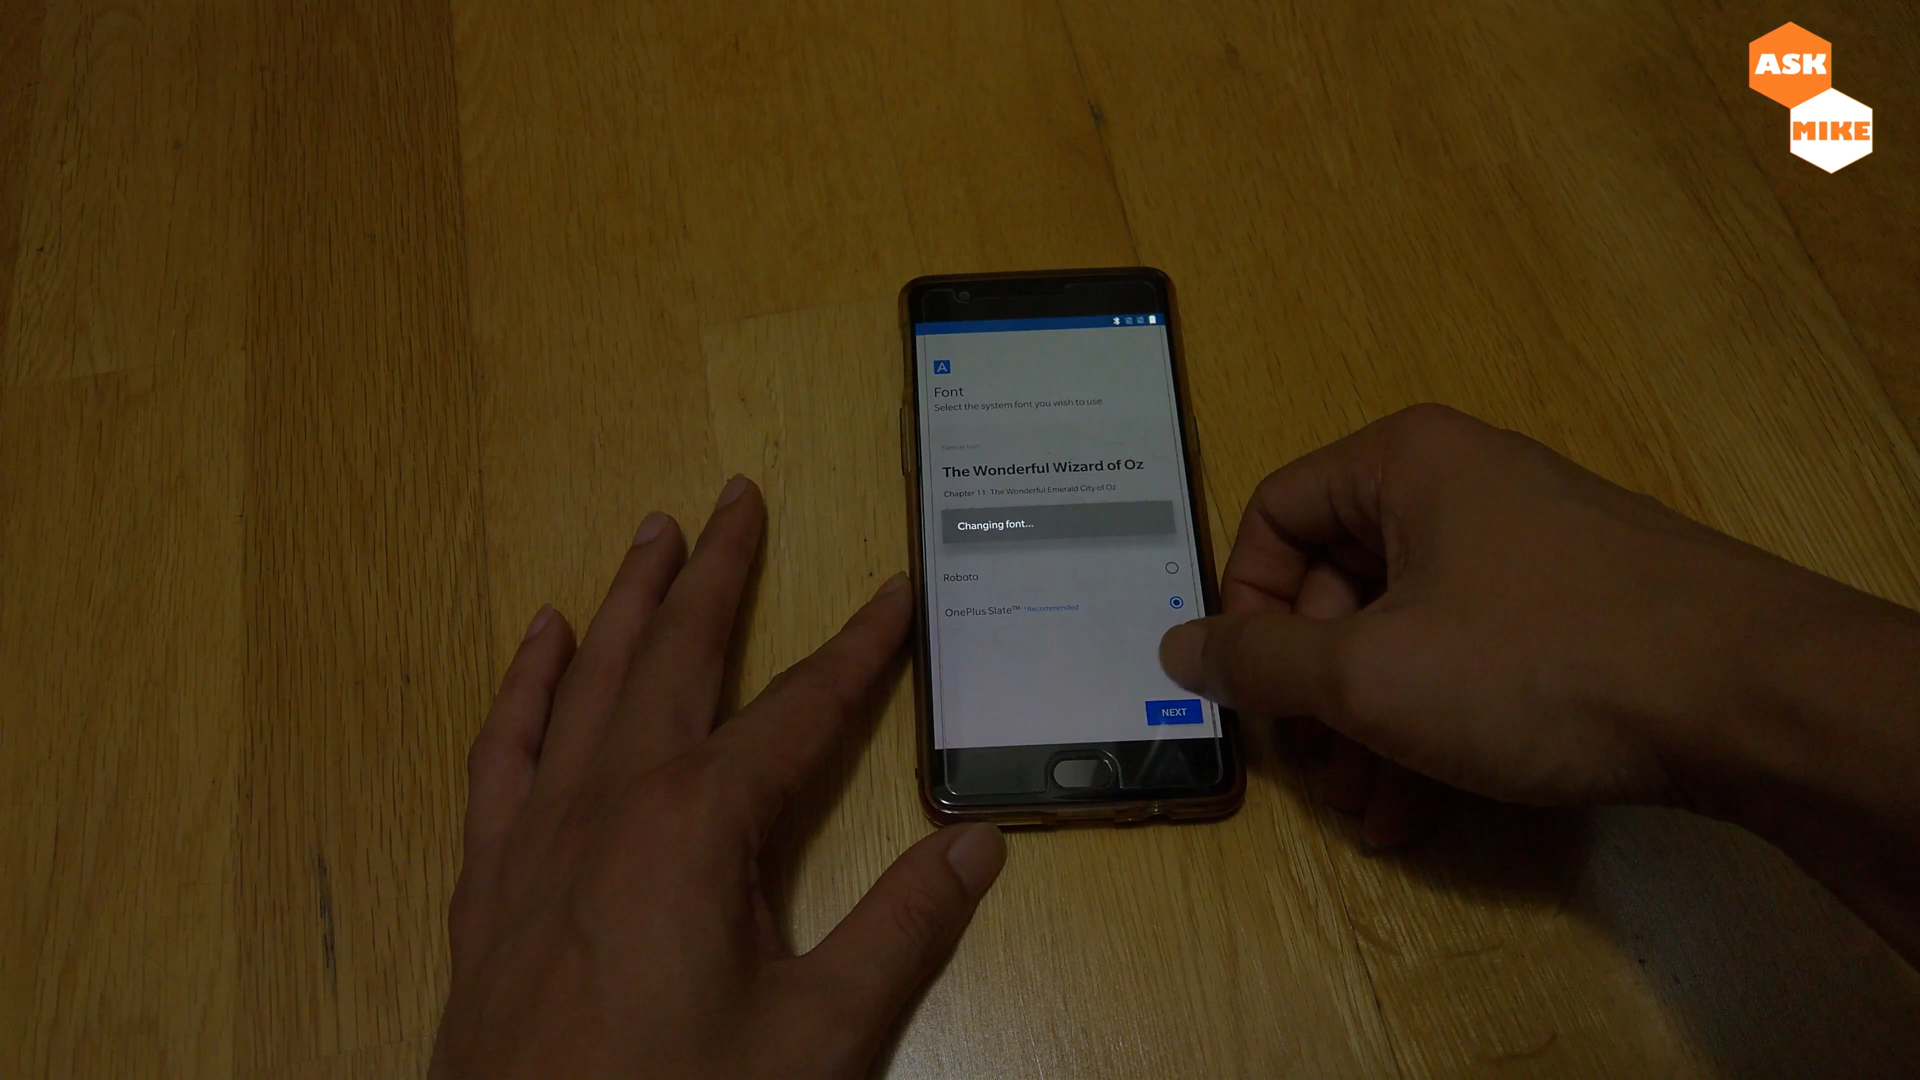 ASK
MIKE
A
Font
Select the system font you wish to use
The Wonderful Wizard of Oz
Chapter 11: The Wonderful Emerald City of Oz
Changing font...
Roboto
OnePlus Slate™ *Recommended
NEXT